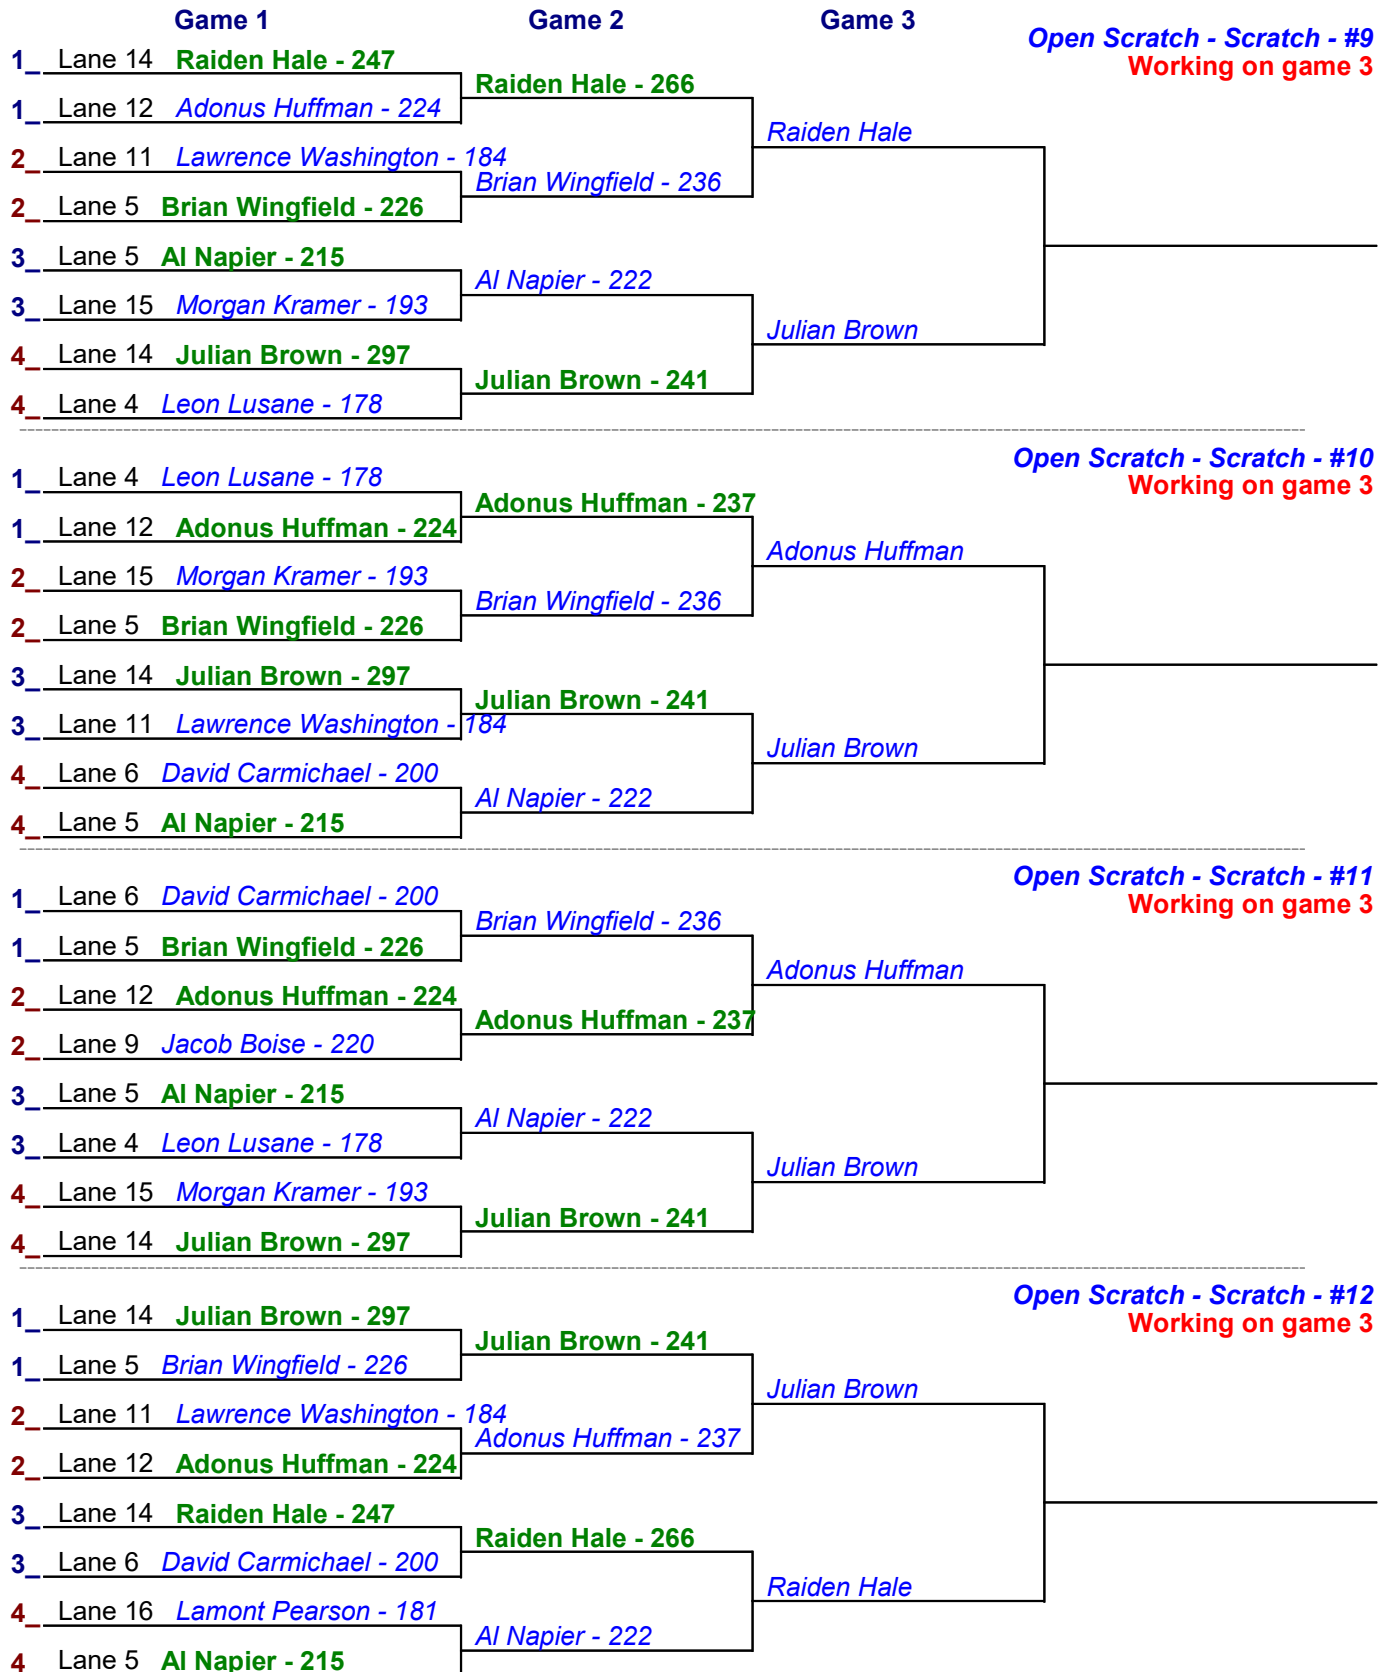 Game 1 Game 2 Game 3
Open Scratch - Scratch - #9
Working on game 3
1_ Lane 14 Raiden Hale - 247
Raiden Hale - 266
1_ Lane 12 Adonus Huffman - 224
Raiden Hale
2_ Lane 11 Lawrence Washington - 184
Brian Wingfield - 236
2_ Lane 5 Brian Wingfield - 226
3_ Lane 5 Al Napier - 215
Al Napier - 222
3_ Lane 15 Morgan Kramer - 193
Julian Brown
4_ Lane 14 Julian Brown - 297
Julian Brown - 241
4_ Lane 4 Leon Lusane - 178
Open Scratch - Scratch - #10
Working on game 3
1_ Lane 4 Leon Lusane - 178
Adonus Huffman - 237
1_ Lane 12 Adonus Huffman - 224
Adonus Huffman
2_ Lane 15 Morgan Kramer - 193
Brian Wingfield - 236
2_ Lane 5 Brian Wingfield - 226
3_ Lane 14 Julian Brown - 297
Julian Brown - 241
3_ Lane 11 Lawrence Washington - 184
Julian Brown
4_ Lane 6 David Carmichael - 200
Al Napier - 222
4_ Lane 5 Al Napier - 215
Open Scratch - Scratch - #11
Working on game 3
1_ Lane 6 David Carmichael - 200
Brian Wingfield - 236
1_ Lane 5 Brian Wingfield - 226
Adonus Huffman
2_ Lane 12 Adonus Huffman - 224
Adonus Huffman - 237
2_ Lane 9 Jacob Boise - 220
3_ Lane 5 Al Napier - 215
Al Napier - 222
3_ Lane 4 Leon Lusane - 178
Julian Brown
4_ Lane 15 Morgan Kramer - 193
Julian Brown - 241
4_ Lane 14 Julian Brown - 297
Open Scratch - Scratch - #12
Working on game 3
1_ Lane 14 Julian Brown - 297
Julian Brown - 241
1_ Lane 5 Brian Wingfield - 226
Julian Brown
2_ Lane 11 Lawrence Washington - 184
Adonus Huffman - 237
2_ Lane 12 Adonus Huffman - 224
3_ Lane 14 Raiden Hale - 247
Raiden Hale - 266
3_ Lane 6 David Carmichael - 200
Raiden Hale
4_ Lane 16 Lamont Pearson - 181
Al Napier - 222
4 Lane 5 Al Napier - 215